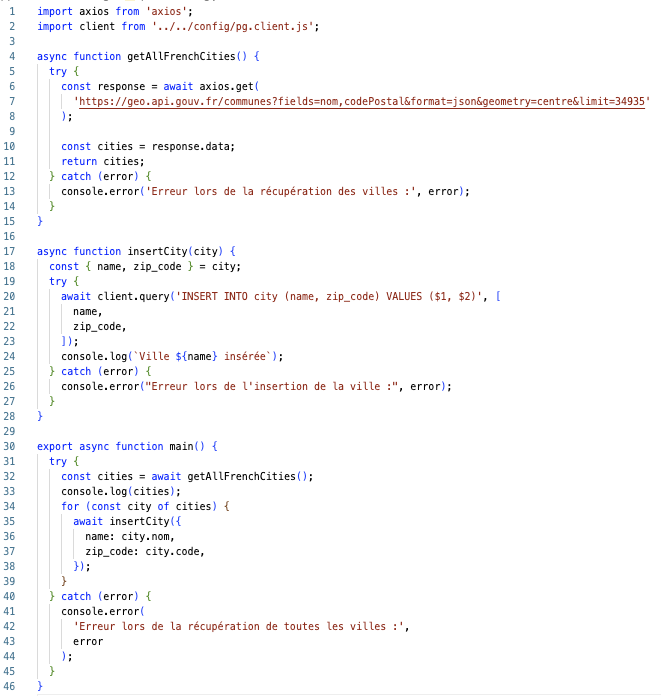 1 import axios from 'axios';
2 import client from '../../config/pg.client.js';
3
4 async function getAllFrenchCities() {
5 try {
6 const response = await axios.get(
7 'https://geo.api.gouv.fr/communes?fields=nom,codePostal&format=json&geometry=centre&limit=34935'
8 );
9
10 const cities = response.data;
11 return cities;
12 } catch (error) {
13 console.error('Erreur lors de la récupération des villes :', error);
14 }
15 }
16
17 async function insertCity(city) {
18 const { name, zip_code } = city;
19 try {
20 await client.query('INSERT INTO city (name, zip_code) VALUES ($1, $2)', [
21 name,
22 zip_code,
23 ]);
24 console.log(`Ville ${name} insérée`);
25 } catch (error) {
26 console.error("Erreur lors de l'insertion de la ville :", error);
27 }
28 }
29
30 export async function main() {
31 try {
32 const cities = await getAllFrenchCities();
33 console.log(cities);
34 for (const city of cities) {
35 await insertCity({
36 name: city.nom,
37 zip_code: city.code,
38 });
39 }
40 } catch (error) {
41 console.error(
42 'Erreur lors de la récupération de toutes les villes :',
43 error
44 );
45 }
46 }